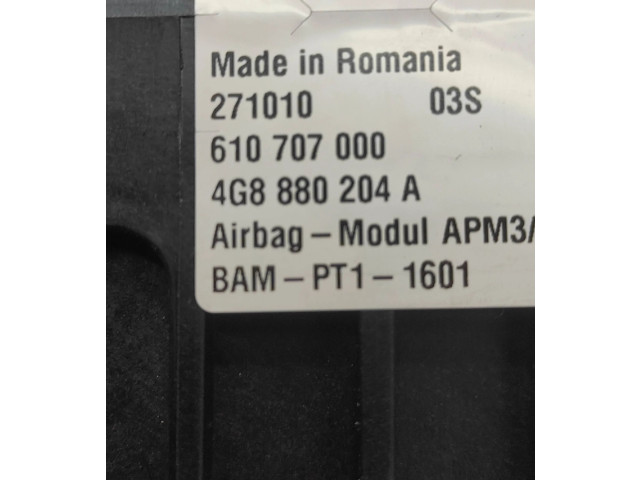 Made in Romania
271010 03S
610 707 000
4G8 880 204 A
Airbag – Modul APM3/
BAM – PT1 – 1601